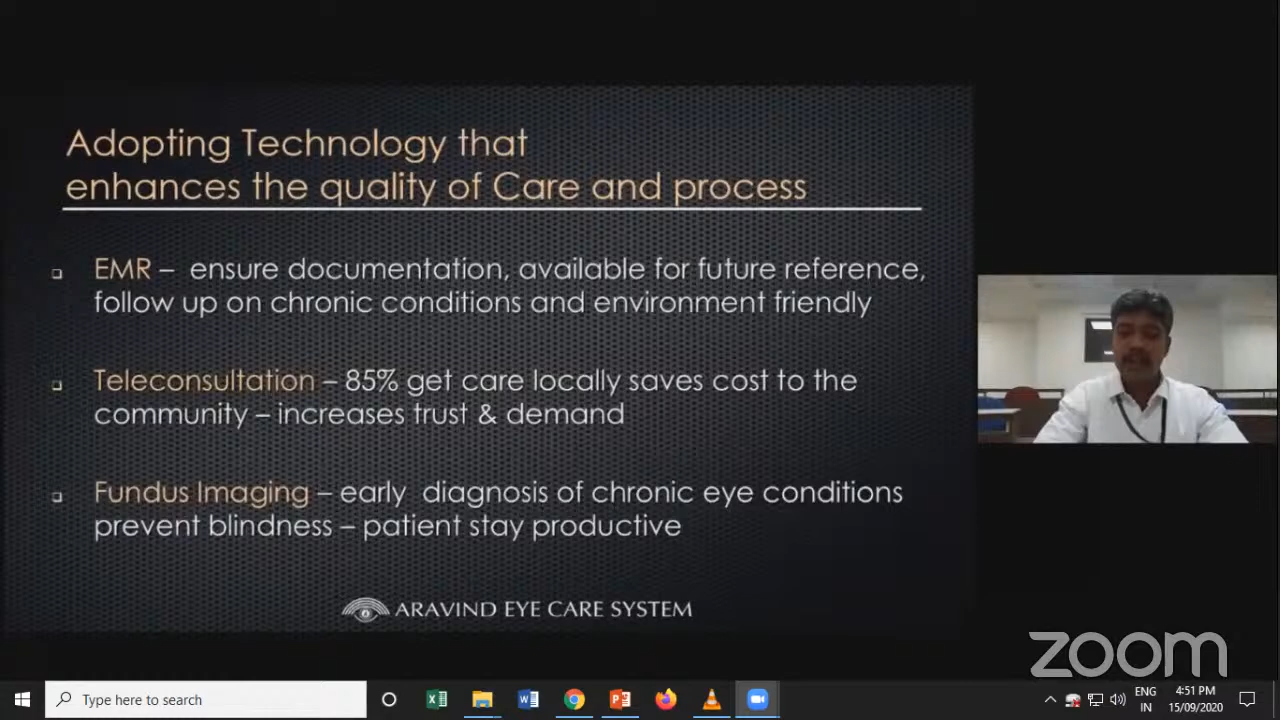 Adopting Technology that
enhances the quality of Care and process
EMR – ensure documentation, available for future reference,
follow up on chronic conditions and environment friendly
Teleconsultation – 85% get care locally saves cost to the
community – increases trust & demand
Fundus Imaging – early diagnosis of chronic eye conditions
prevent blindness – patient stay productive
ARAVIND EYE CARE SYSTEM
zoom
Type here to search
ENG
IN
4:51 PM
15/09/2020